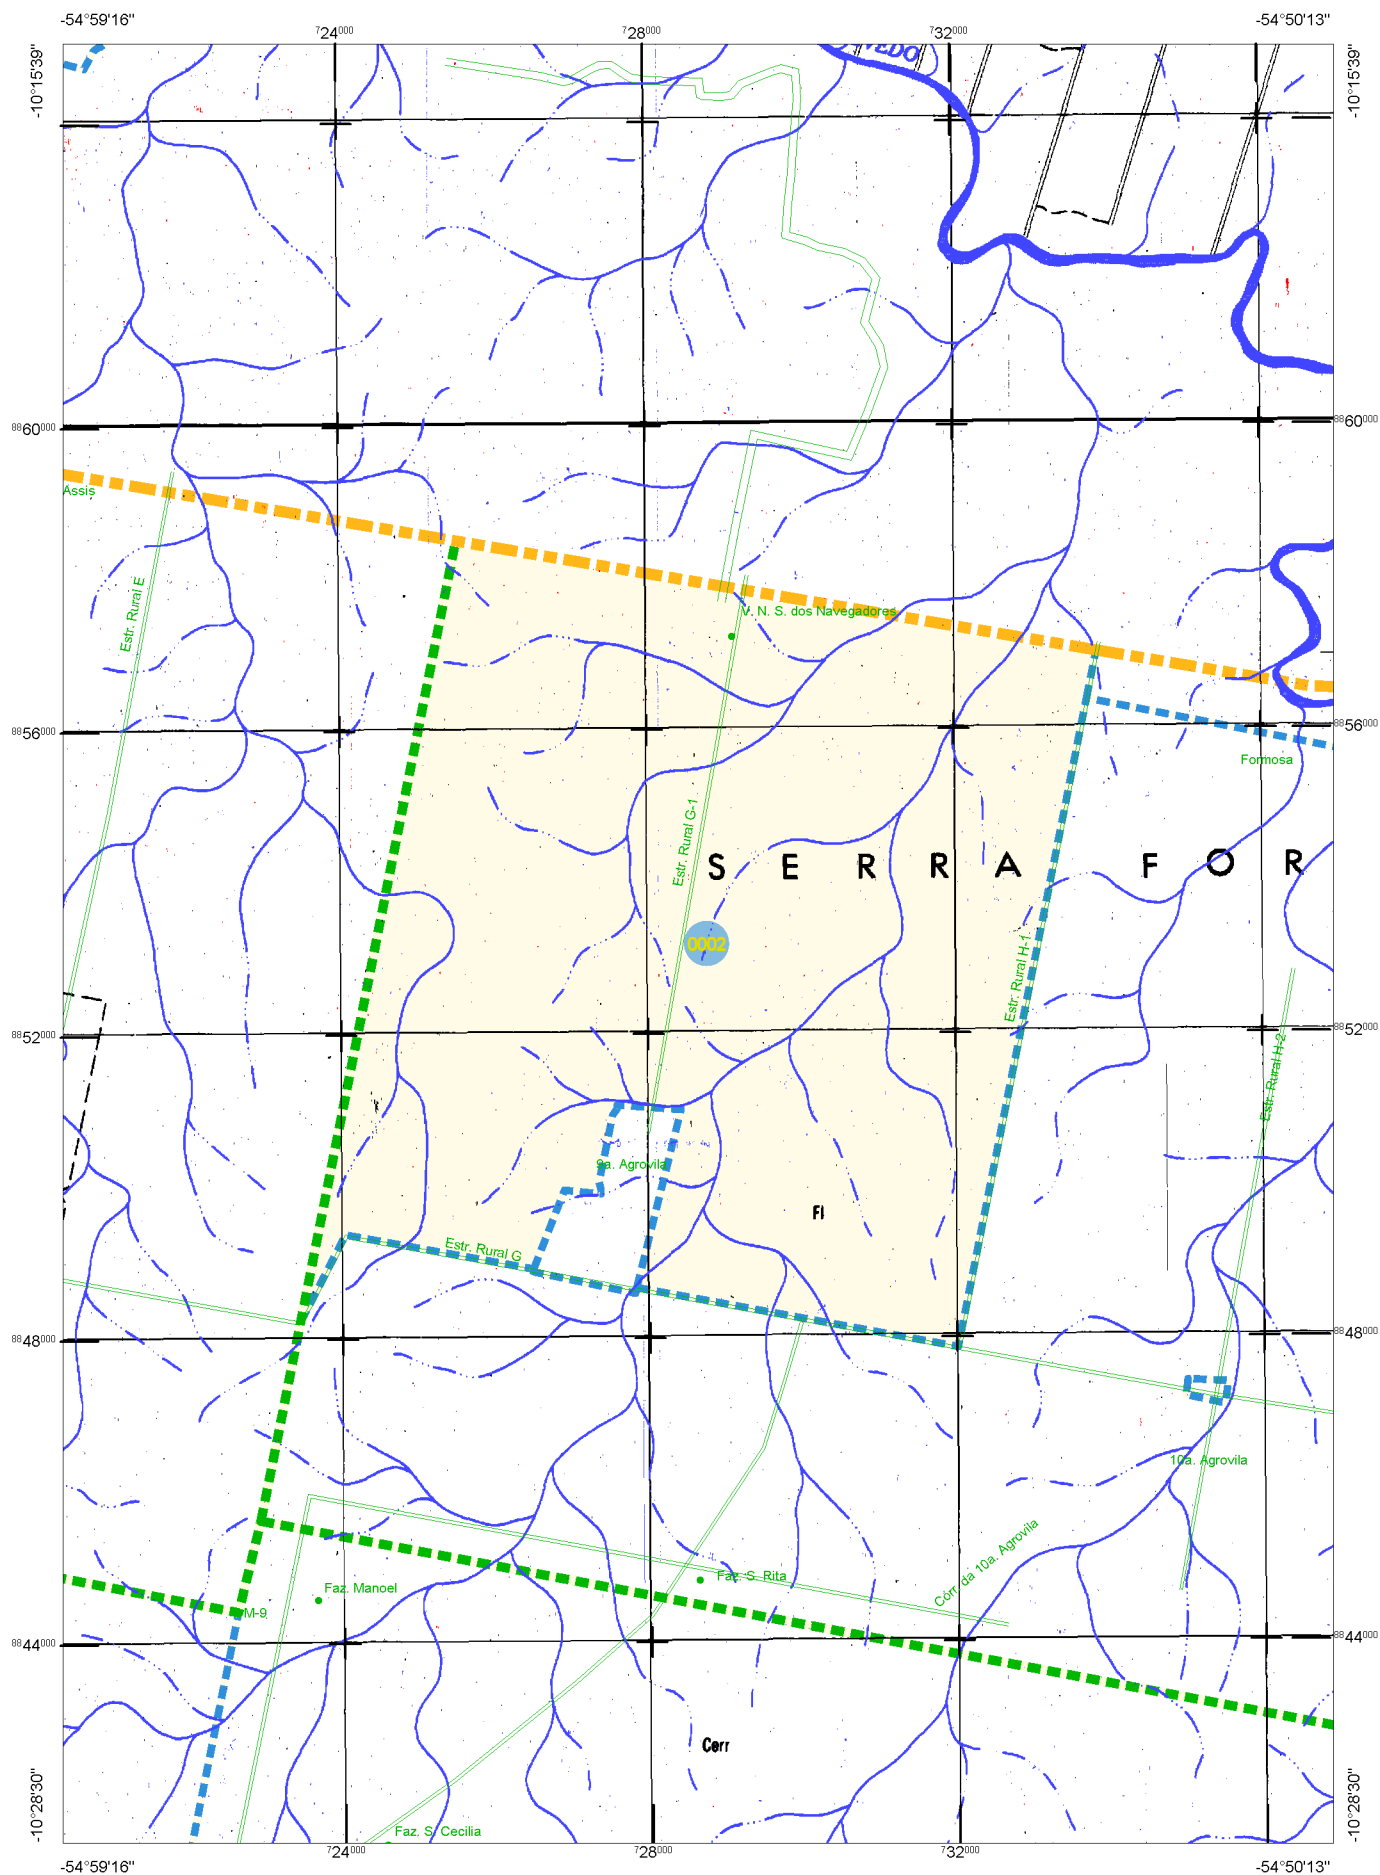 -54°59'16"
-54°50'13"
724000
728000
732000
-10°15'39"
-10°15'39"
VEDO
8860000
8860000
Assis
Estr. Rural E
V. N. S. dos Navegadores
8856000
8856000
Formosa
Estr. Rural G-1
S E R R A F O R
0002
Estr. Rural H-1
8852000
8852000
Estr. Rural H-2
9a. Agrovila
Fl
Estr. Rural G
8848000
8848000
10a. Agrovila
Córr. da 10a. Agrovila
Faz. S. Rita
Faz. Manoel
M-9
8844000
8844000
Cerr
-10°28'30"
-10°28'30"
Faz. S. Cecilia
724000
728000
732000
-54°59'16"
-54°50'13"